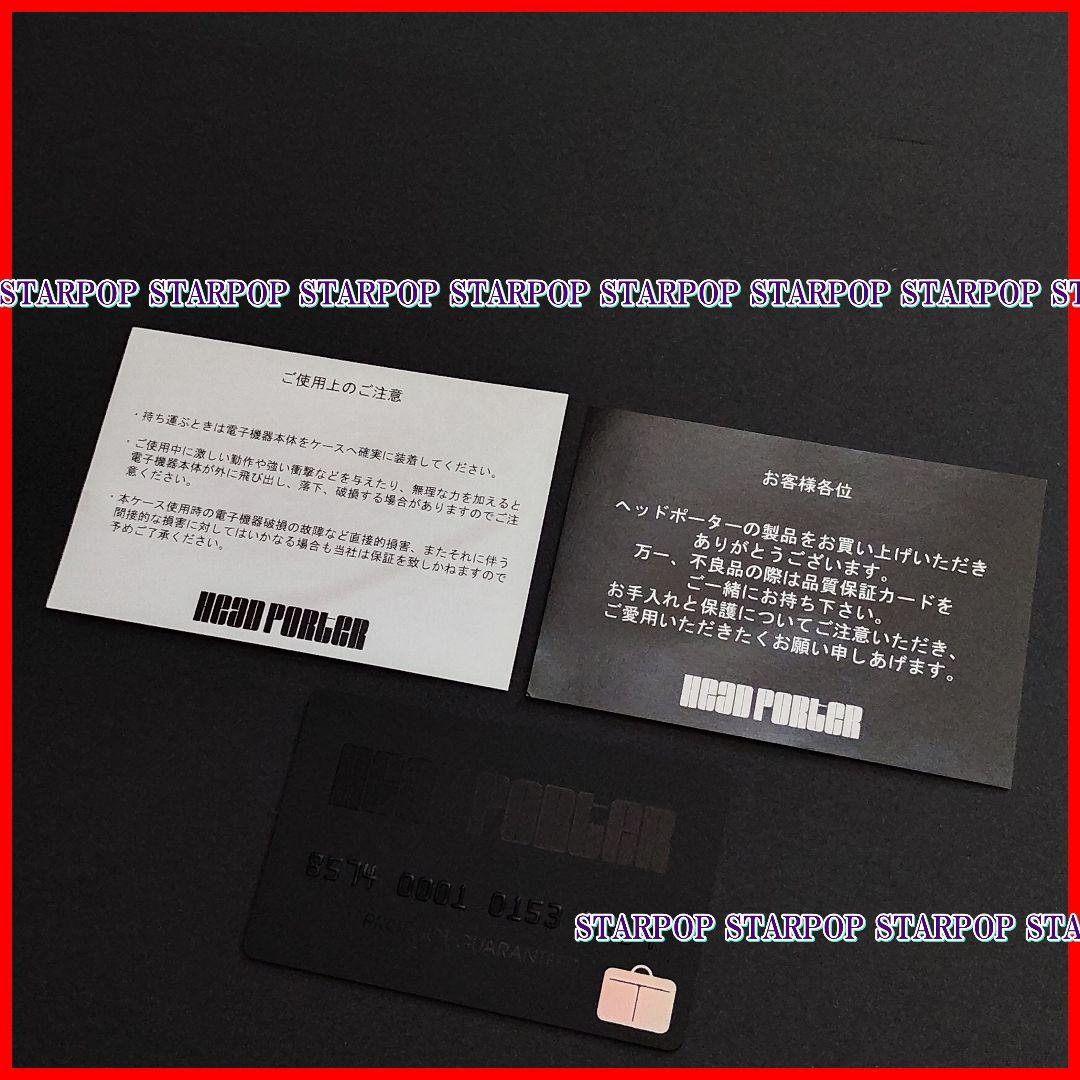 STARPOP STARPOP STARPOP STARPOP STARPOP STARPOP STARPOP ST
ご使用上のご注意
・持ち運ぶときは電子機器本体をケースへ確実に装着してください。
・ご使用中に激しい動作や強い衝撃などを与えたり、無理な力を加えると
電子機器本体が外に飛び出し、落下、破損する場合がありますのでご注
意ください。
・本ケース使用時の電子機器破損の故障など直接的損害、またそれに伴う
間接的な損害に対してはいかなる場合も当社は保証を致しかねますので
予めご了承ください。
HEAD PORTER
お客様各位
ヘッドポーターの製品をお買い上げいただき
ありがとうございます。
万一、不良品の際は品質保証カードを
ご一緒にお持ち下さい。
お手入れと保護についてご注意いただき、
ご愛用いただきたくお願い申しあげます。
HEAD PORTER
HEAD PORTER
8574 0001 0153
STARPOP STARPOP STARPOP STA
STARPOP STARPOP STARPOP